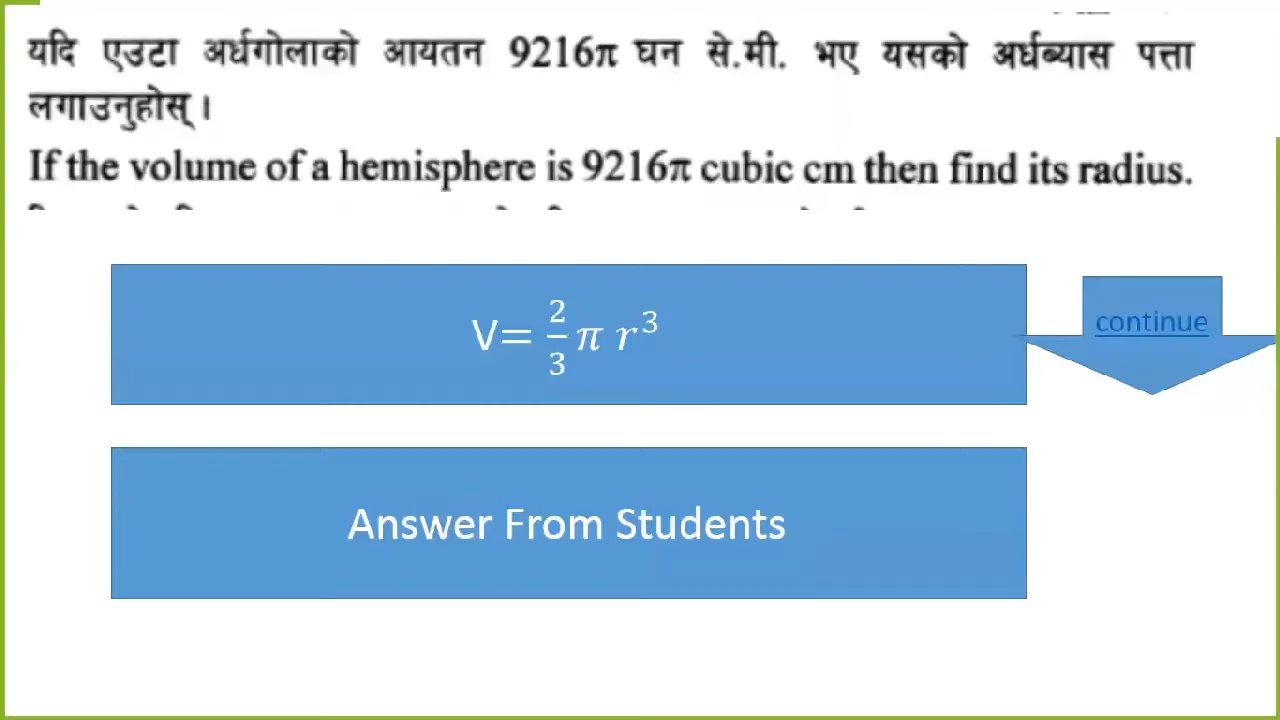 यदि एउटा अर्धगोलाको आयतन 9216π घन से.मी. भए यसको अर्धब्यास पत्ता
लगाउनुहोस् ।
If the volume of a hemisphere is 9216π cubic cm then find its radius.
V= 2/3 π r³
continue
Answer From Students